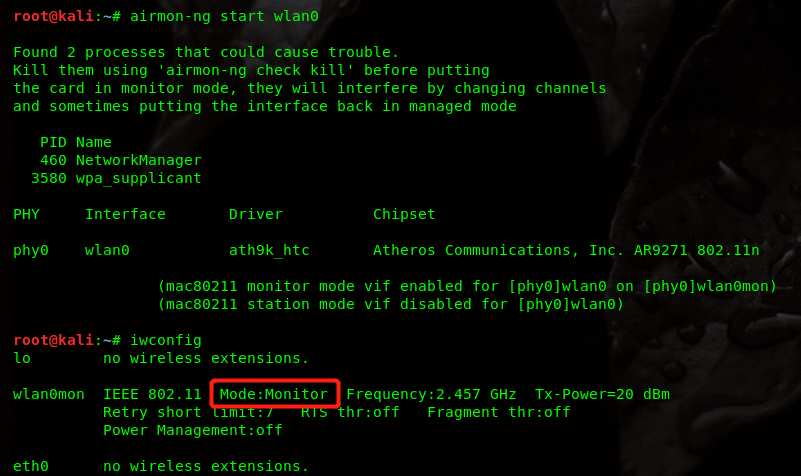 root@kali:~# airmon-ng start wlan0
Found 2 processes that could cause trouble.
Kill them using 'airmon-ng check kill' before putting
the card in monitor mode, they will interfere by changing channels
and sometimes putting the interface back in managed mode
PID Name
460 NetworkManager
3580 wpa_supplicant
PHY Interface Driver Chipset
phy0 wlan0 ath9k_htc Atheros Communications, Inc. AR9271 802.11n
(mac80211 monitor mode vif enabled for [phy0]wlan0 on [phy0]wlan0mon)
(mac80211 station mode vif disabled for [phy0]wlan0)
root@kali:~# iwconfig
lo no wireless extensions.
wlan0mon IEEE 802.11 Mode:Monitor Frequency:2.457 GHz Tx-Power=20 dBm
Retry short limit:7 RTS thr:off Fragment thr:off
Power Management:off
eth0 no wireless extensions.